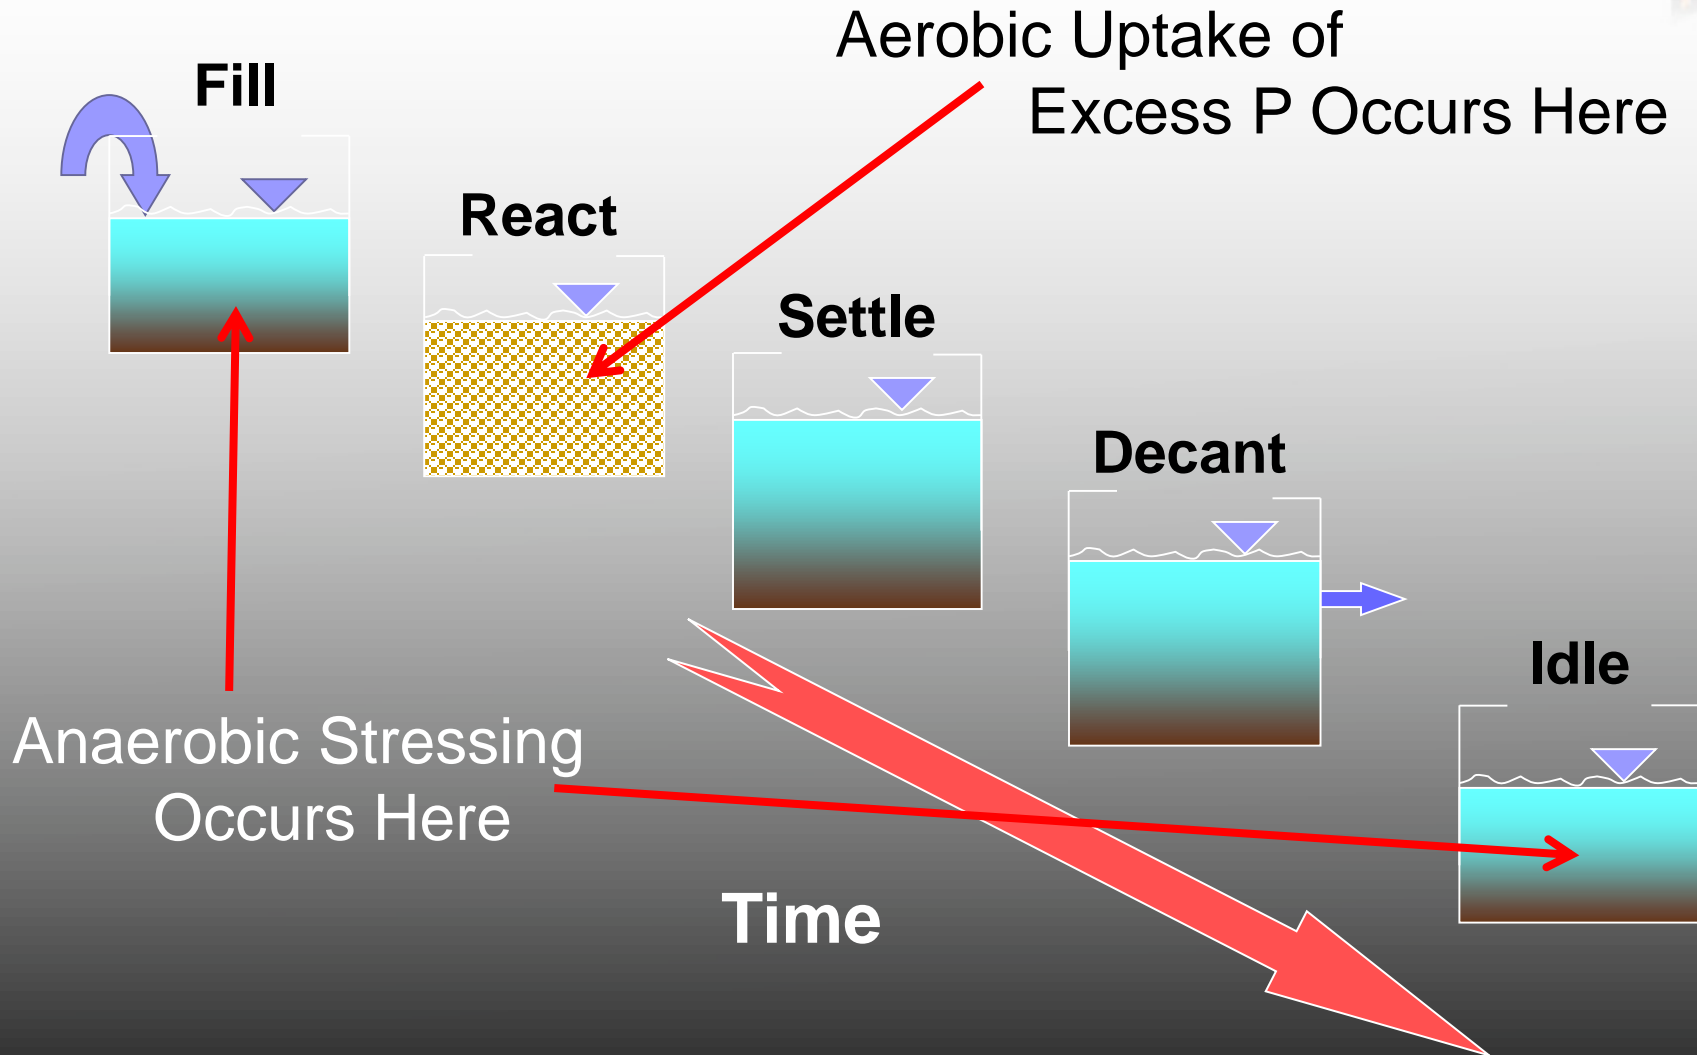 Aerobic Uptake of
Excess P Occurs Here
Fill
React
Settle
Decant
Idle
Anaerobic Stressing
Occurs Here
Time